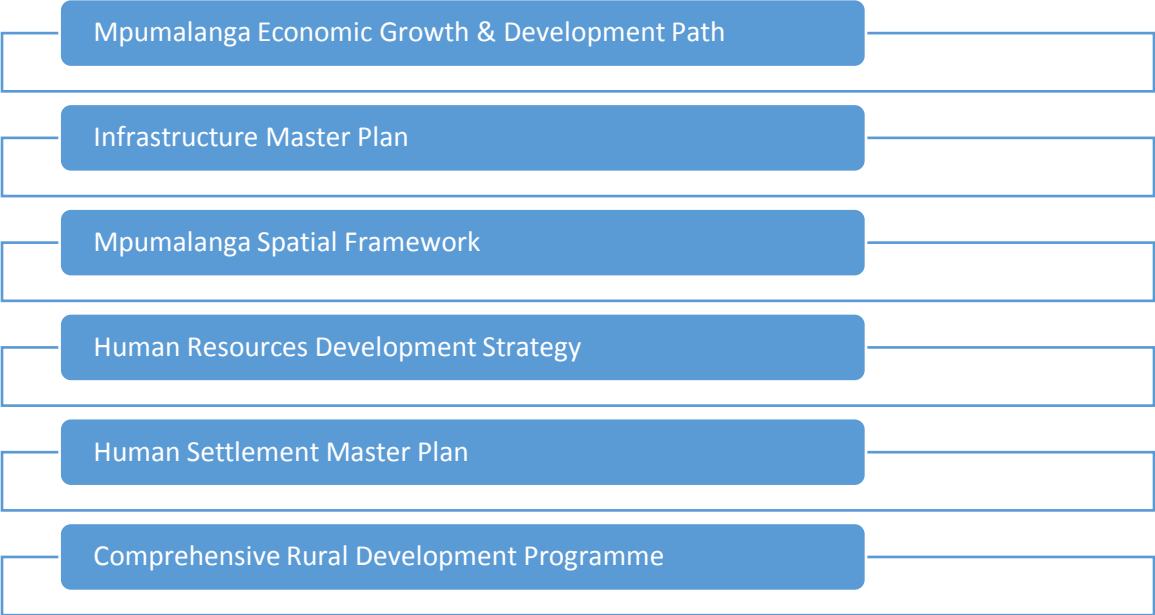 Mpumalanga Economic Growth & Development Path
Infrastructure Master Plan
Mpumalanga Spatial Framework
Human Resources Development Strategy
Human Settlement Master Plan
Comprehensive Rural Development Programme